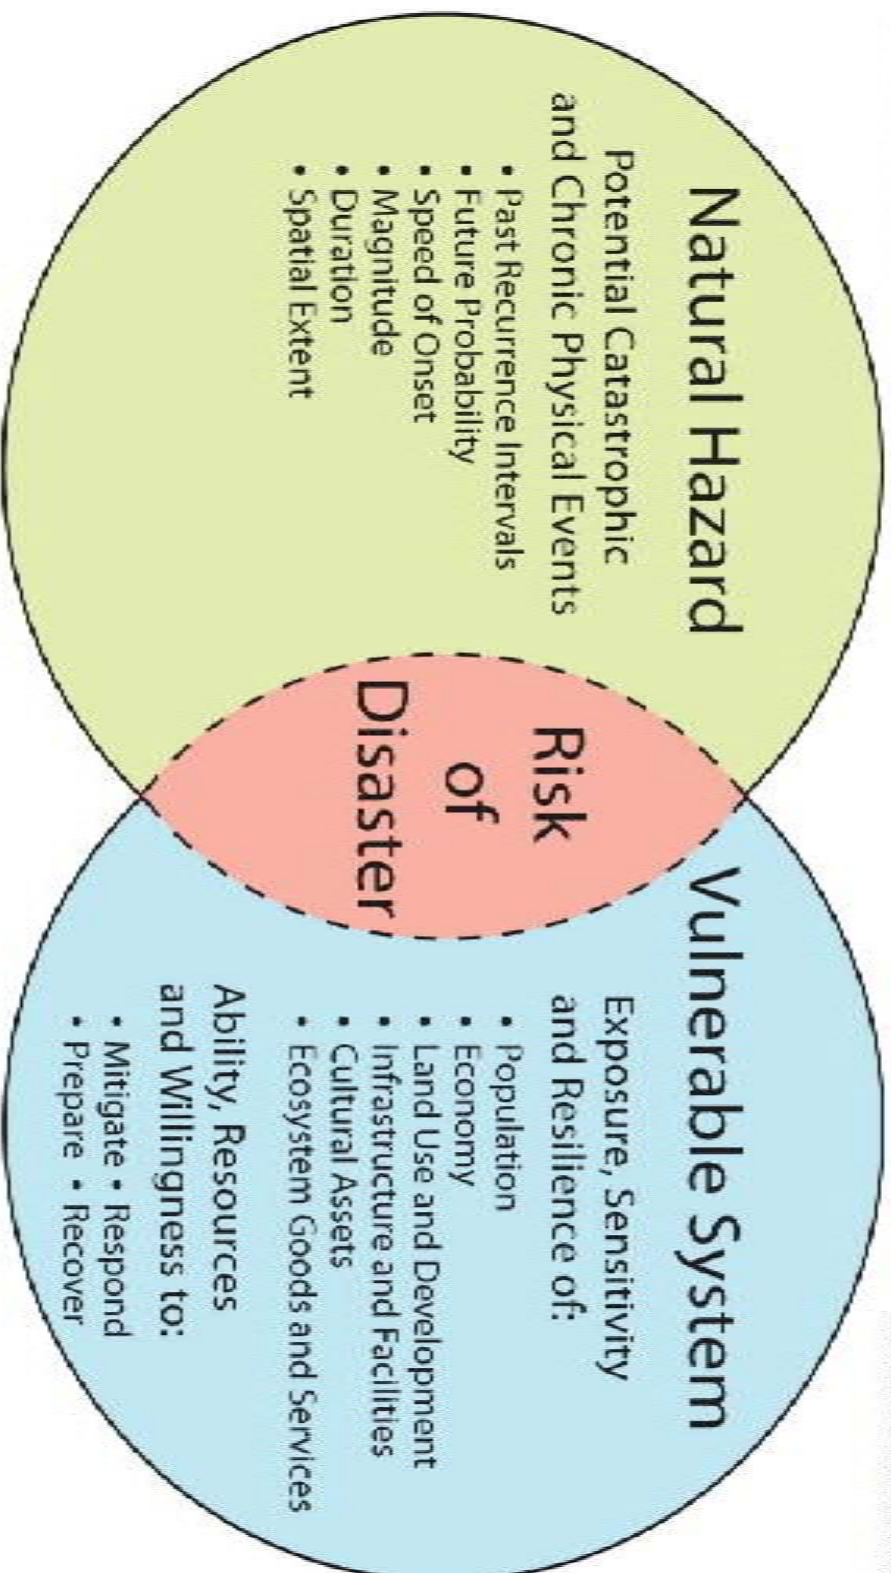 Natural Hazard
Potential Catastrophic
and Chronic Physical Events
• Past Recurrence Intervals
• Future Probability
• Speed of Onset
• Magnitude
• Duration
• Spatial Extent
Risk
of
Disaster
Vulnerable System
Exposure, Sensitivity
and Resilience of:
• Population
• Economy
• Land Use and Development
• Infrastructure and Facilities
• Cultural Assets
• Ecosystem Goods and Services
Ability, Resources
and Willingness to:
• Mitigate • Respond
• Prepare • Recover